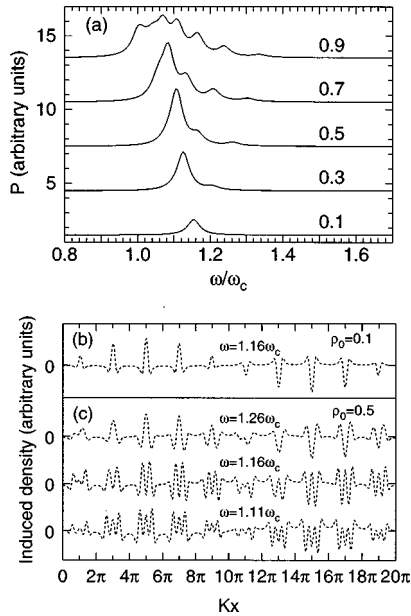 (a)
15
10
5
P (arbitrary units)
0.9
0.7
0.5
0.3
0.1
0.8 1.0 1.2 1.4 1.6
ω/ω_c
Induced density (arbitrary units)
(b) ω=1.16ω_c ρ₀=0.1
0
(c) ω=1.26ω_c ρ₀=0.5
0
ω=1.16ω_c
0
ω=1.11ω_c
0
0 2π 4π 6π 8π 10π 12π 14π 16π 18π 20π
Kx